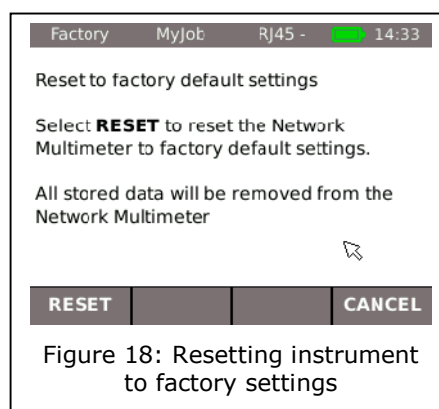 Factory MyJob RJ45 - 14:33
Reset to factory default settings
Select RESET to reset the Network
Multimeter to factory default settings.
All stored data will be removed from the
Network Multimeter
RESET CANCEL
Figure 18: Resetting instrument
to factory settings